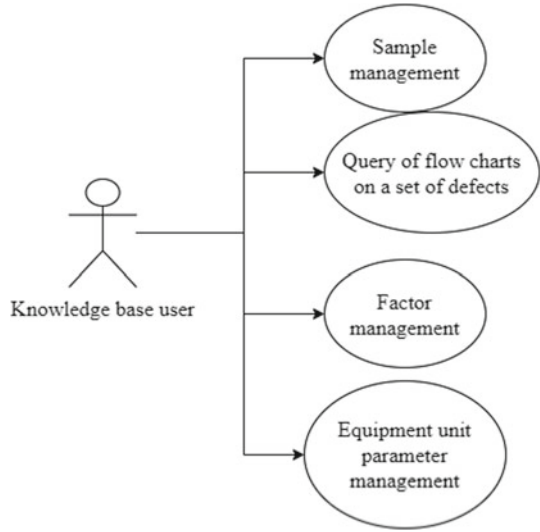 Sample
management
Query of flow charts
on a set of defects
Knowledge base user
Factor
management
Equipment unit
parameter
management